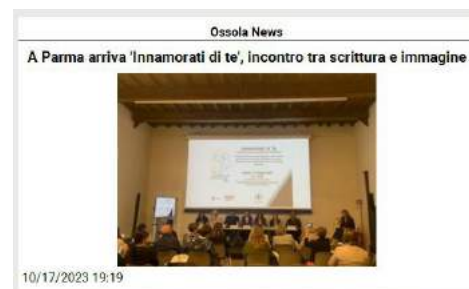 Ossola News
A Parma arriva 'Innamorati di te', incontro tra scrittura e immagine
10/17/2023 19:19